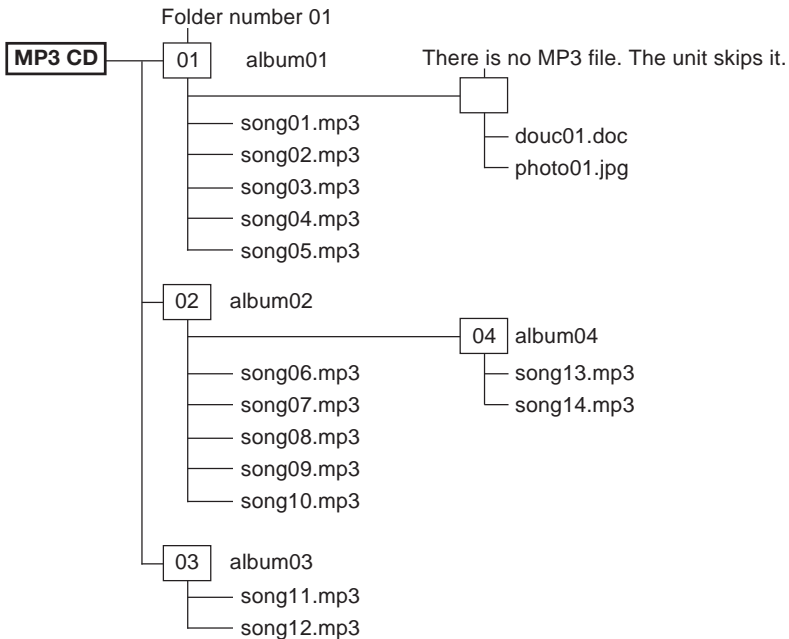 Folder number 01
MP3 CD
01 album01
There is no MP3 file. The unit skips it.
song01.mp3
song02.mp3
song03.mp3
song04.mp3
song05.mp3
douc01.doc
photo01.jpg
02 album02
04 album04
song06.mp3
song07.mp3
song08.mp3
song09.mp3
song10.mp3
song13.mp3
song14.mp3
03 album03
song11.mp3
song12.mp3